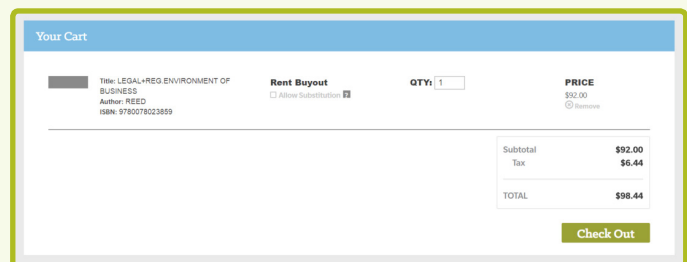 Your Cart
Title: LEGAL+REG.ENVIRONMENT OF
BUSINESS
Author: REED
ISBN: 9780078023859
Rent Buyout
Allow Substitution ?
QTY: 1
PRICE
$92.00
Remove
Subtotal $92.00
Tax $6.44
TOTAL $98.44
Check Out